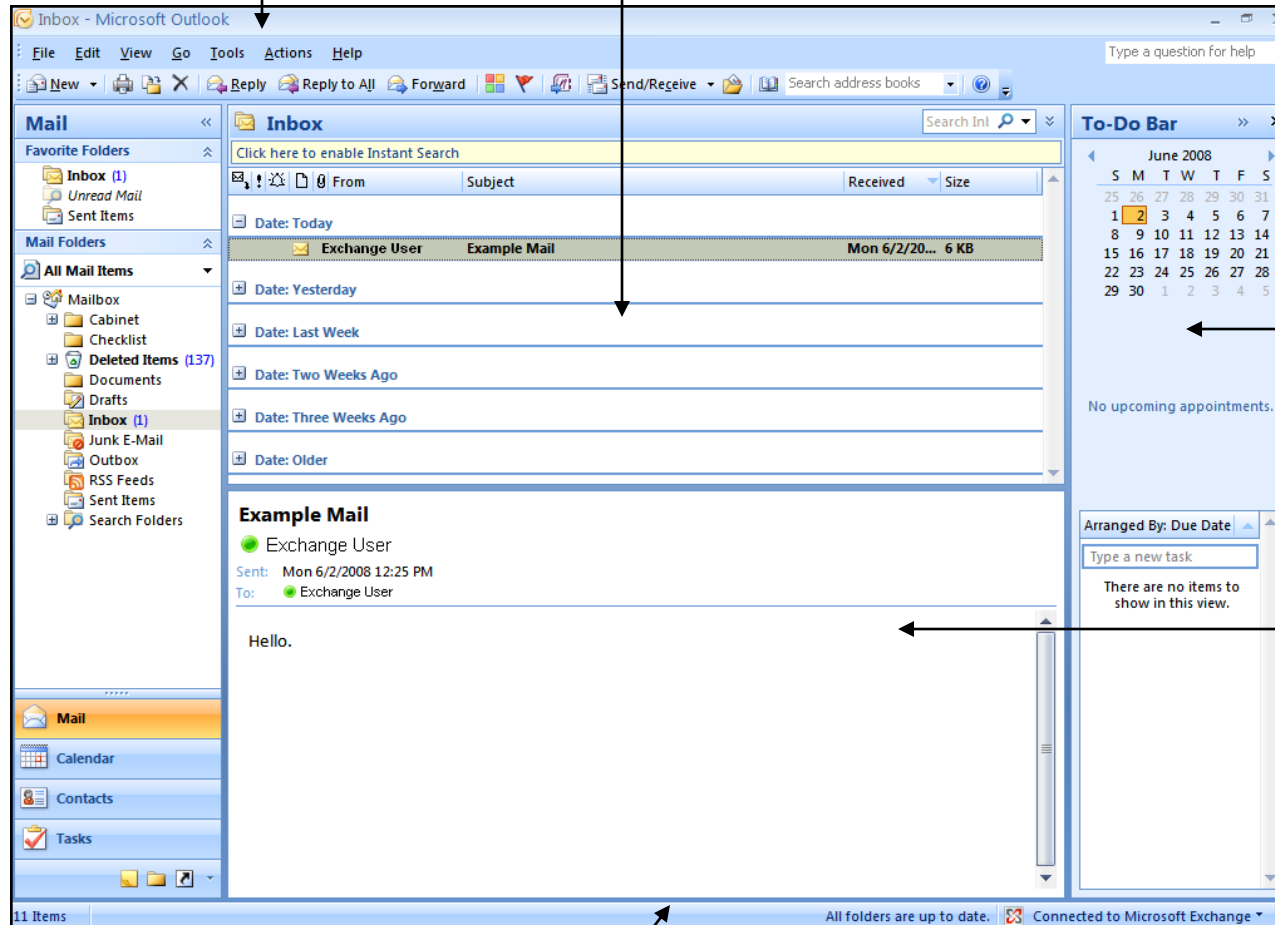 Inbox - Microsoft Outlook
File Edit View Go Tools Actions Help
Type a question for help
New Reply Reply to All Forward Send/Receive Search address books
Mail
Favorite Folders
Inbox (1)
Unread Mail
Sent Items
Mail Folders
All Mail Items
Mailbox
Cabinet
Checklist
Deleted Items (137)
Documents
Drafts
Inbox (1)
Junk E-Mail
Outbox
RSS Feeds
Sent Items
Search Folders
Mail
Calendar
Contacts
Tasks
Inbox
Search Int
Click here to enable Instant Search
From Subject Received Size
Date: Today
Exchange User Example Mail Mon 6/2/20... 6 KB
Date: Yesterday
Date: Last Week
Date: Two Weeks Ago
Date: Three Weeks Ago
Date: Older
Example Mail
Exchange User
Sent: Mon 6/2/2008 12:25 PM
To: Exchange User
Hello.
To-Do Bar
June 2008
S M T W T F S
25 26 27 28 29 30 31
1 2 3 4 5 6 7
8 9 10 11 12 13 14
15 16 17 18 19 20 21
22 23 24 25 26 27 28
29 30 1 2 3 4 5
No upcoming appointments.
Arranged By: Due Date
Type a new task
There are no items to
show in this view.
11 Items
All folders are up to date. Connected to Microsoft Exchange